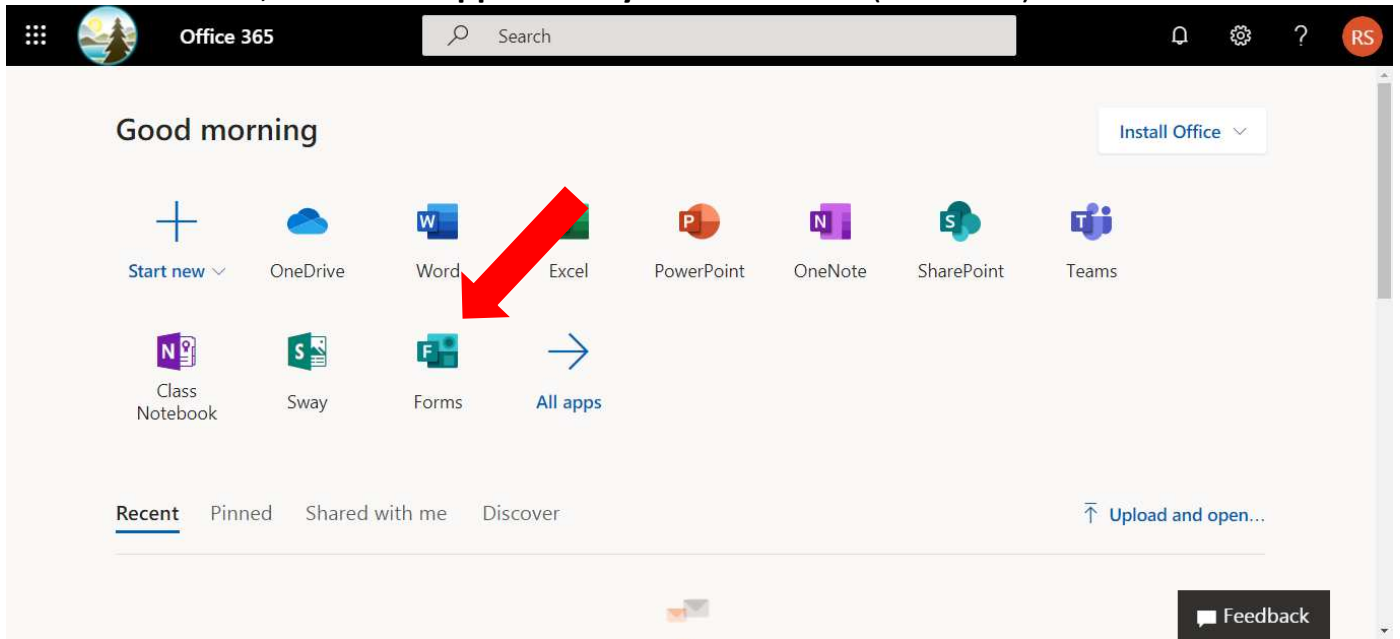 Office 365
Search
RS
Good morning
Install Office
Start new
OneDrive
Word
Excel
PowerPoint
OneNote
SharePoint
Teams
Class
Notebook
Sway
Forms
All apps
Recent Pinned Shared with me Discover
Upload and open...
Feedback